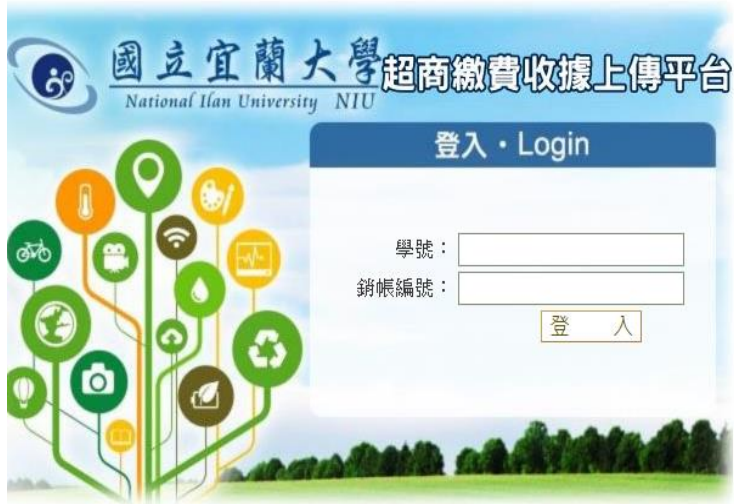 國立宜蘭大學
National Ilan University NIU
超商繳費收據上傳平台
登入・Login
學號：
銷帳編號：
登 入